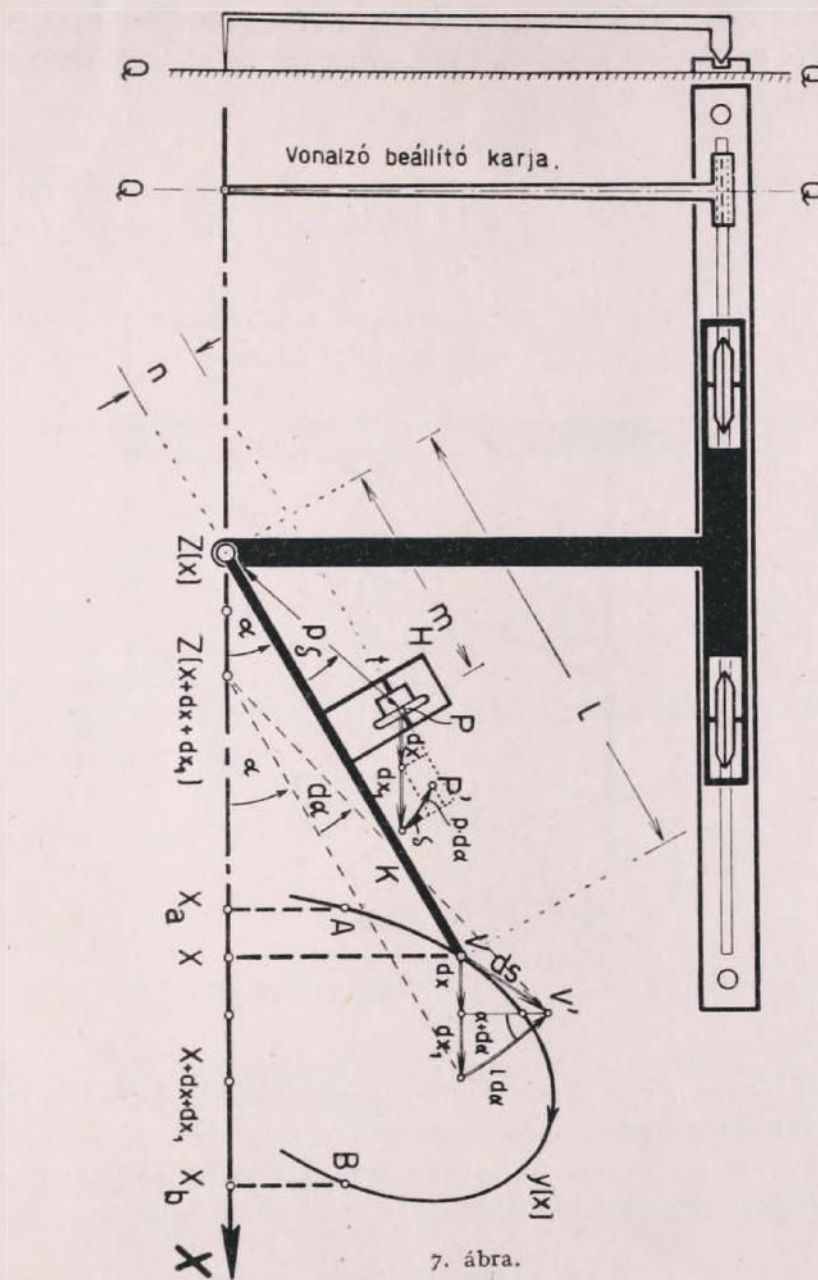 Q
Q
Vonalzó beállító karja.
Q
Q
n
m
l
Z(x)
Z(x+dx+dx₁)
α
α
dα
p
δ
H
t
P
dx
dx₁
P'
δ
p·dα
K
V
ds
V'
dx
dx₁
α+dα
l dα
A
B
y(x)
Xₐ
X
X+dx+dx₁
X_b
X
7. ábra.